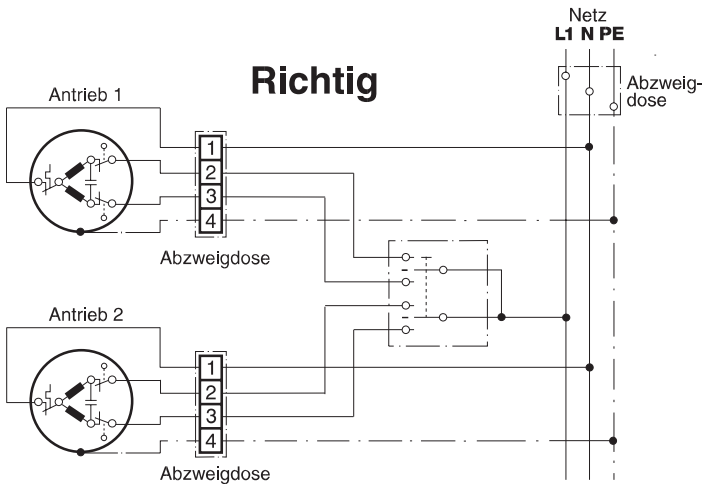 Netz
L1 N PE
Richtig
Abzweig-
dose
Antrieb 1
1
2
3
4
Abzweigdose
Antrieb 2
1
2
3
4
Abzweigdose